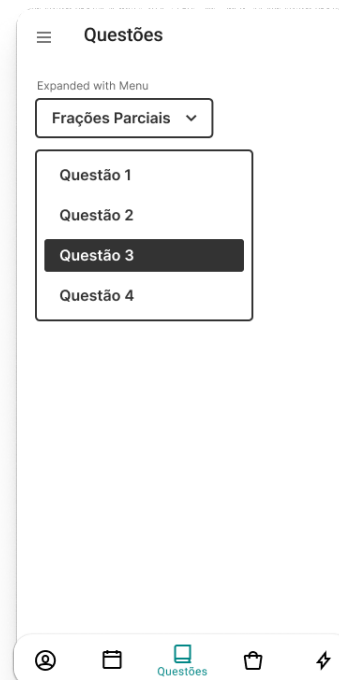 Questões
Expanded with Menu
Frações Parciais
Questão 1
Questão 2
Questão 3
Questão 4
Questões